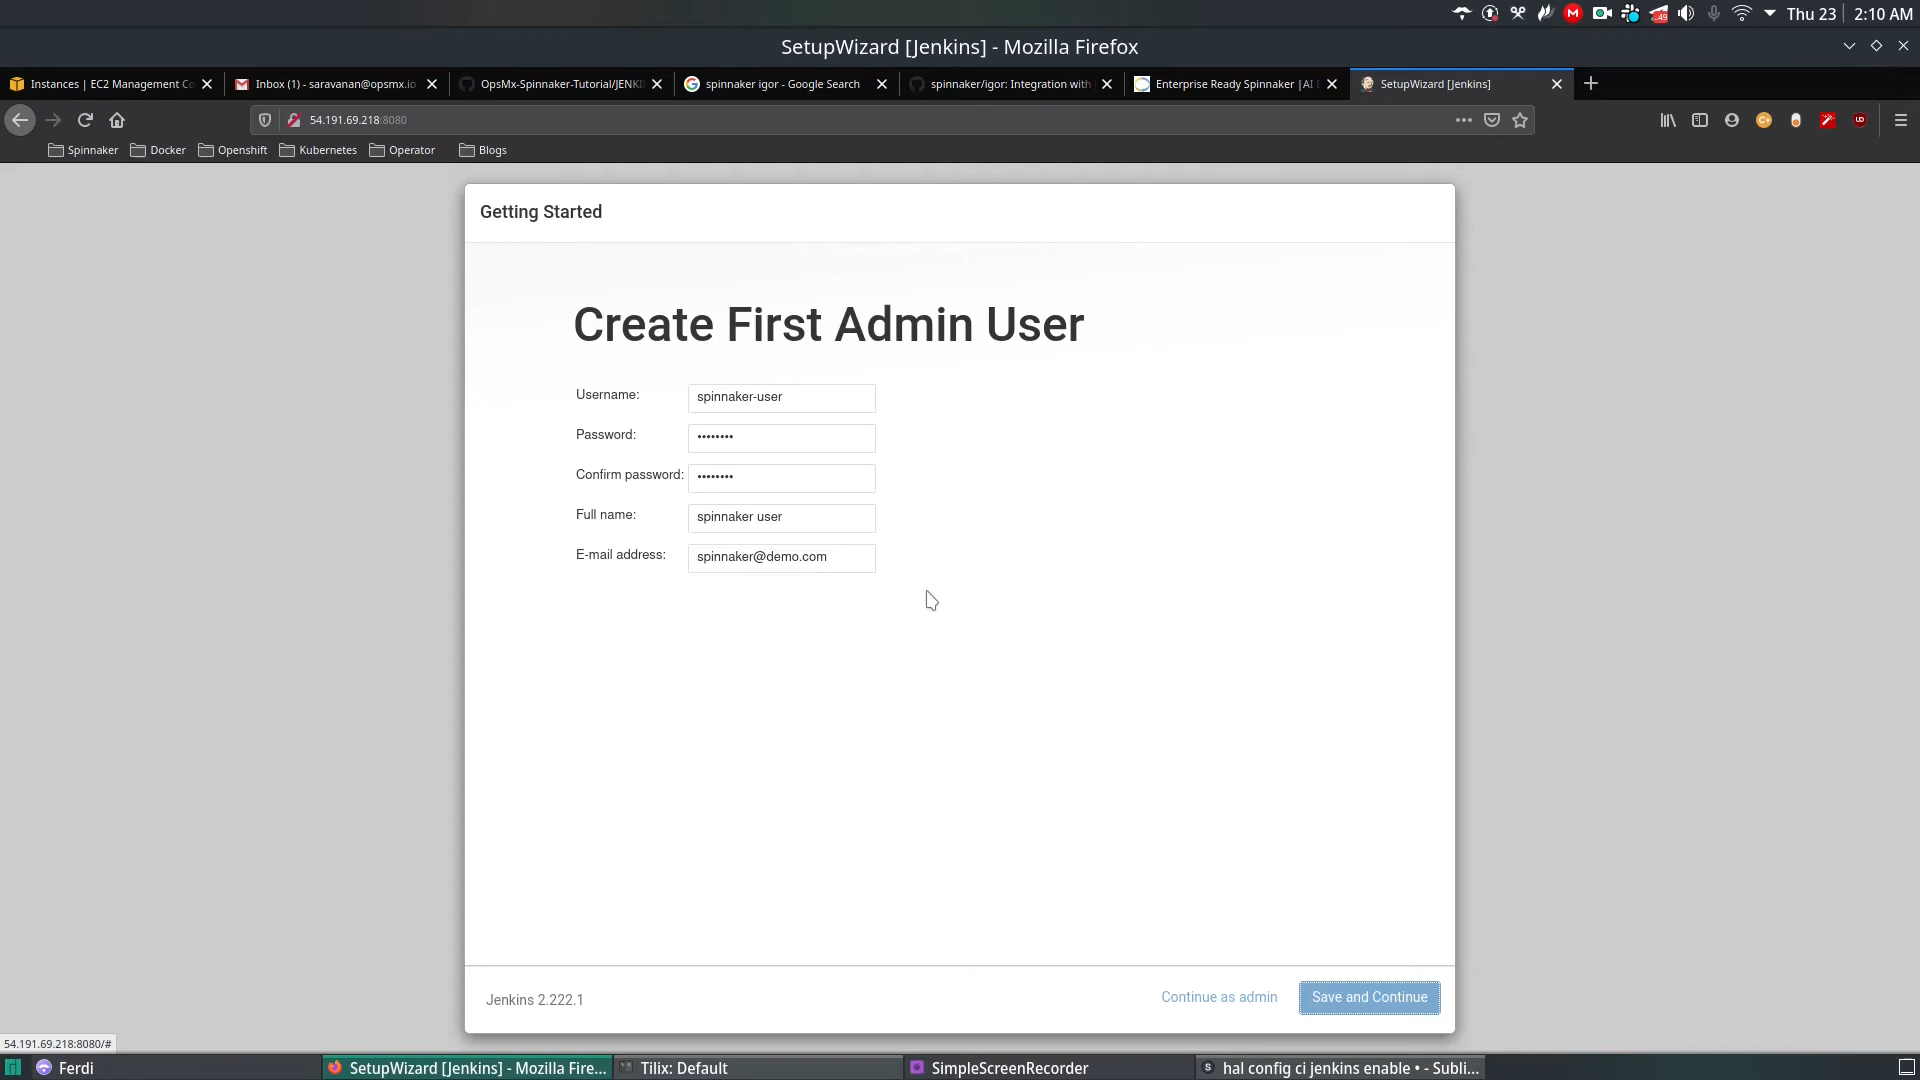 49
Thu 23
2:10 AM
SetupWizard [Jenkins] - Mozilla Firefox
Instances | EC2 Management Co
Inbox (1) - saravanan@opsmx.io
OpsMx-Spinnaker-Tutorial/JENKI
spinnaker igor - Google Search
spinnaker/igor: Integration with
Enterprise Ready Spinnaker |AI E
SetupWizard [Jenkins]
54.191.69.218:8080
Spinnaker
Docker
Openshift
Kubernetes
Operator
Blogs
Getting Started
Create First Admin User
Username: spinnaker-user
Password: ••••••••
Confirm password: ••••••••
Full name: spinnaker user
E-mail address: spinnaker@demo.com
Jenkins 2.222.1
Continue as admin
Save and Continue
54.191.69.218:8080/#
Ferdi
SetupWizard [Jenkins] - Mozilla Fire...
Tilix: Default
SimpleScreenRecorder
hal config ci jenkins enable • - Subli...